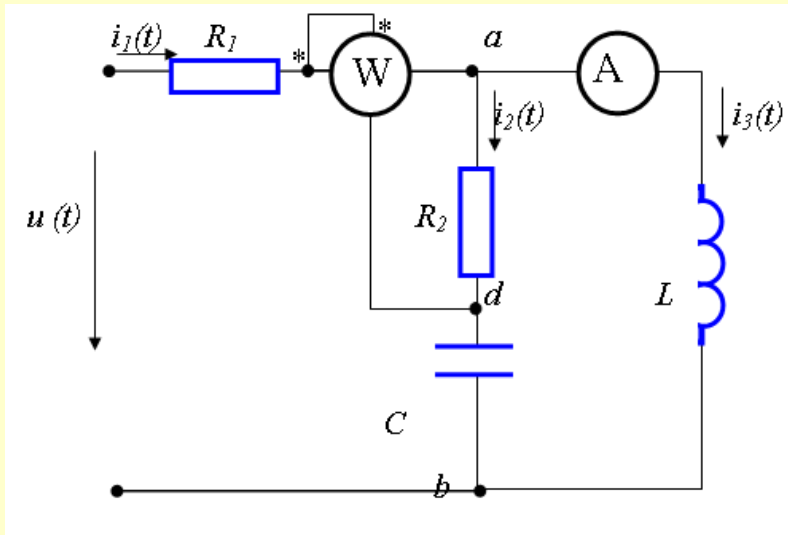 i₁(t) R₁ * * W a A
i₂(t) i₃(t)
u (t) R₂
d L
C
b